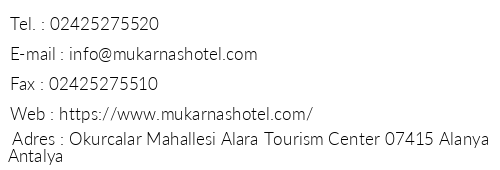 Tel. : 02425275520
E-mail : info@mukarnashotel.com
Fax : 02425275510
Web : https://www.mukarnashotel.com/
Adres : Okurcalar Mahallesi Alara Tourism Center 07415 Alanya
Antalya